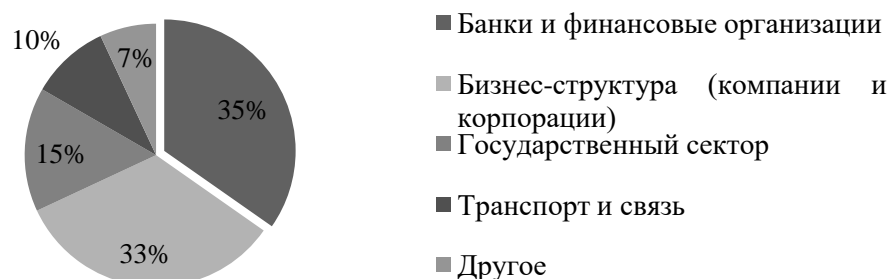 10%
7%
35%
15%
33%
Банки и финансовые организации
Бизнес-структура (компании и
корпорации)
Государственный сектор
Транспорт и связь
Другое